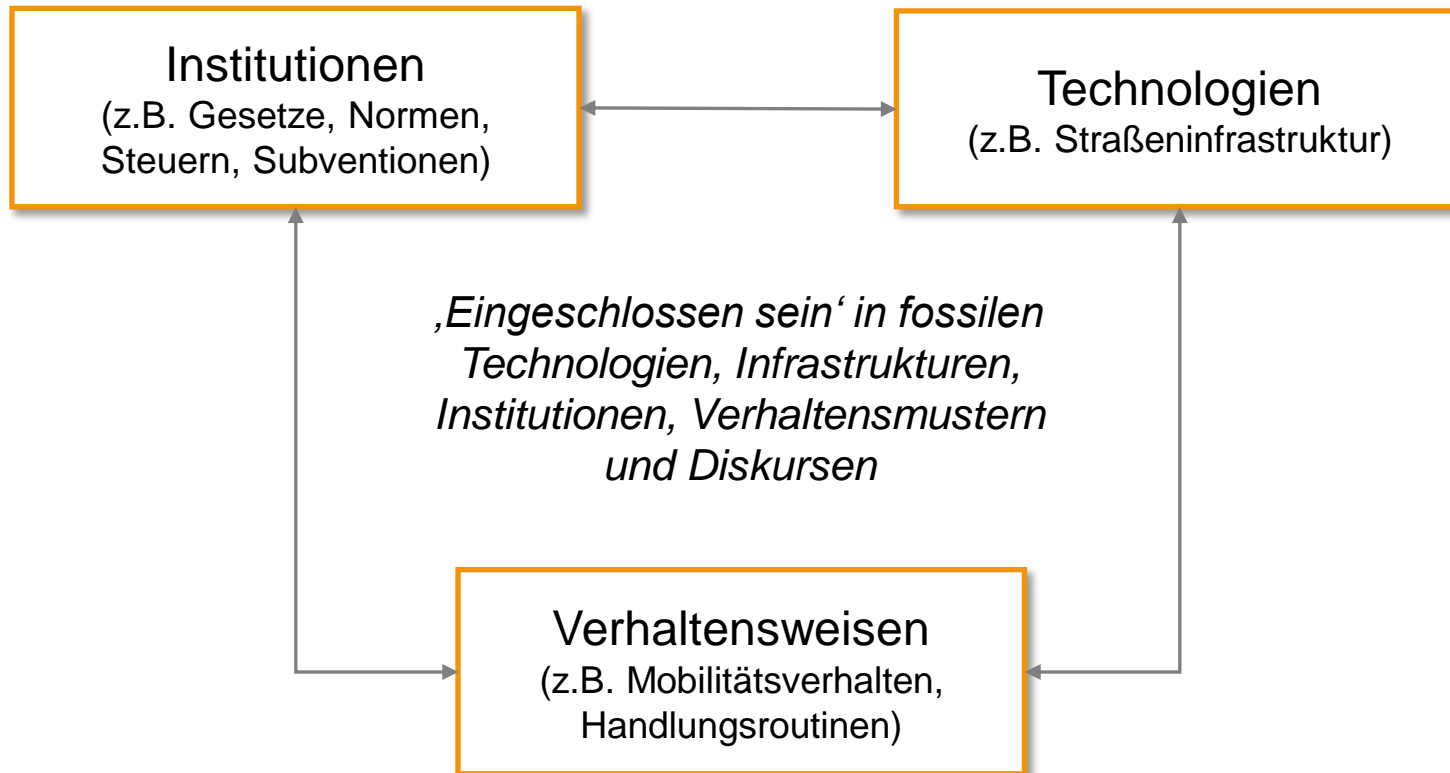 Institutionen
(z.B. Gesetze, Normen,
Steuern, Subventionen)
Technologien
(z.B. Straßeninfrastruktur)
‚Eingeschlossen sein‘ in fossilen
Technologien, Infrastrukturen,
Institutionen, Verhaltensmustern
und Diskursen
Verhaltensweisen
(z.B. Mobilitätsverhalten,
Handlungsroutinen)